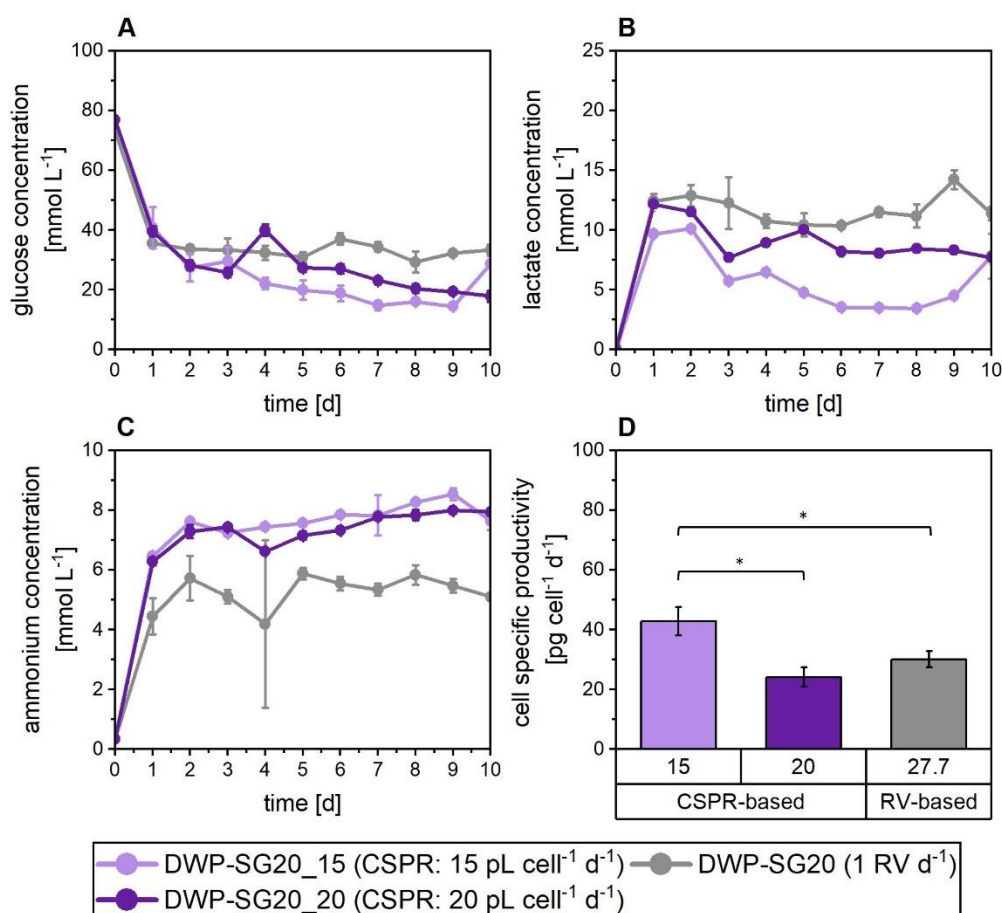 A
glucose concentration
[mmol L⁻¹]
100
80
60
40
20
0
0 1 2 3 4 5 6 7 8 9 10
time [d]
B
lactate concentration
[mmol L⁻¹]
25
20
15
10
5
0
0 1 2 3 4 5 6 7 8 9 10
time [d]
C
ammonium concentration
[mmol L⁻¹]
10
8
6
4
2
0
0 1 2 3 4 5 6 7 8 9 10
time [d]
D
cell specific productivity
[pg cell⁻¹ d⁻¹]
100
80
60
40
20
0
*
*
15 20 27.7
CSPR-based RV-based
DWP-SG20_15 (CSPR: 15 pL cell⁻¹ d⁻¹) DWP-SG20 (1 RV d⁻¹)
DWP-SG20_20 (CSPR: 20 pL cell⁻¹ d⁻¹)